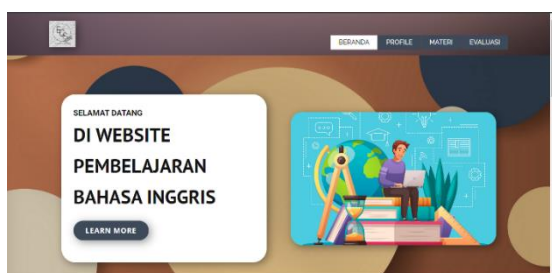 BERANDA PROFILE MATERI EVALUASI
SELAMAT DATANG
DI WEBSITE
PEMBELAJARAN
BAHASA INGGRIS
LEARN MORE